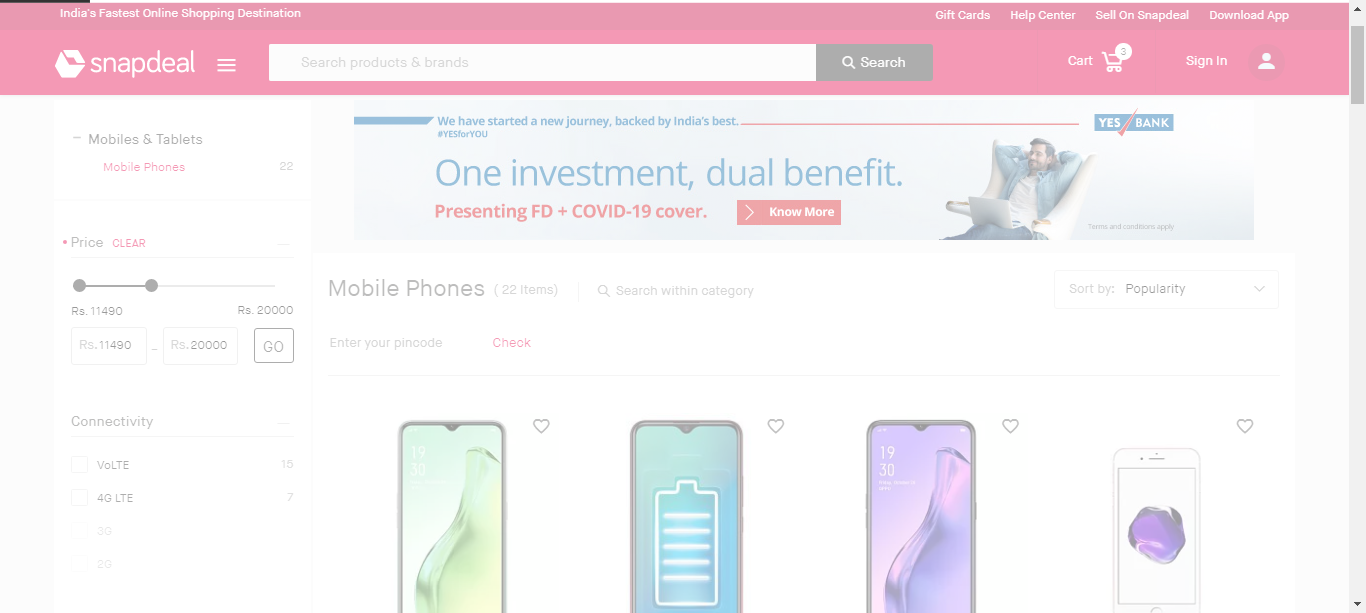 India's Fastest Online Shopping Destination
Gift Cards Help Center Sell On Snapdeal Download App
snapdeal
Search products & brands
Search
Cart 3
Sign In
Mobiles & Tablets
Mobile Phones 22
Price CLEAR
Rs. 11490 Rs. 20000
Rs. 11490 - Rs. 20000 GO
Connectivity
VoLTE 15
4G LTE 7
3G
2G
We have started a new journey, backed by India's best.
#YESforYOU
YES BANK
One investment, dual benefit.
Presenting FD + COVID-19 cover.
Know More
Terms and conditions apply
Mobile Phones ( 22 Items)
Search within category
Sort by: Popularity
Enter your pincode Check
19
30
19
30